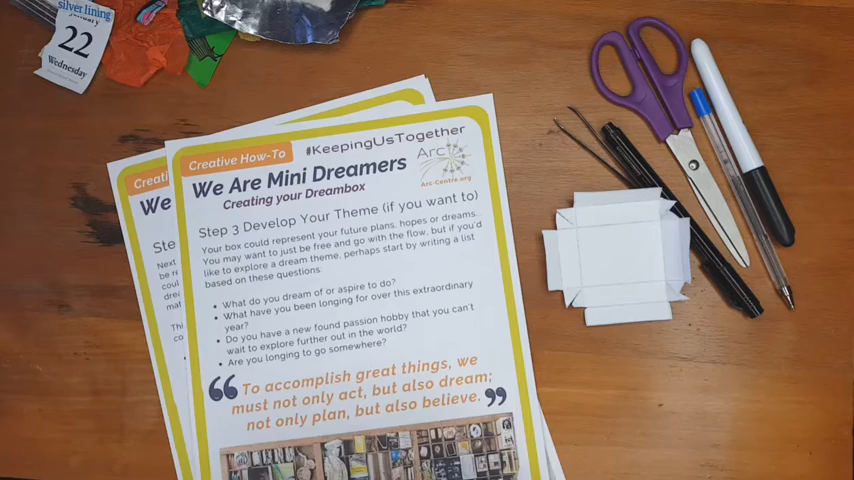 silver lining
January
22
Wednesday
Creative How-To
#KeepingUsTogether
We Are Mini Dreamers
Creating your Dreambox
Arc
Arc-Centre.org
Step 3 Develop Your Theme (if you want to)
Your box could represent your future plans, hopes or dreams...
You may want to just be free and go with the flow, but if you'd
like to explore a dream theme, perhaps start by writing a list
based on these questions:
• What do you dream of or aspire to do?
• What have you been longing for over this extraordinary
year?
• Do you have a new found passion hobby that you can't
wait to explore further out in the world?
• Are you longing to go somewhere?
“ To accomplish great things, we
must not only act, but also dream;
not only plan, but also believe. ”
Creati
We
Ste
Next
be re
coul
drea
mat
Thi
co